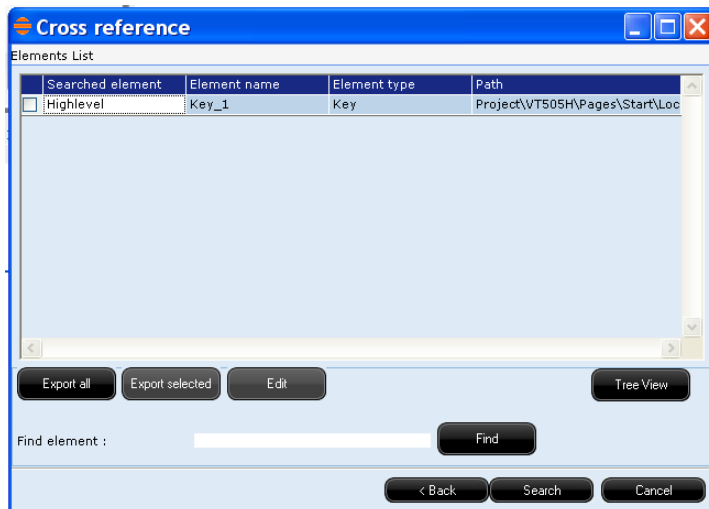 Cross reference
Elements List
Searched element Element name Element type Path
Highlevel Key_1 Key Project\VT505H\Pages\Start\Loc
Export all Export selected Edit Tree View
Find element : Find
< Back Search Cancel